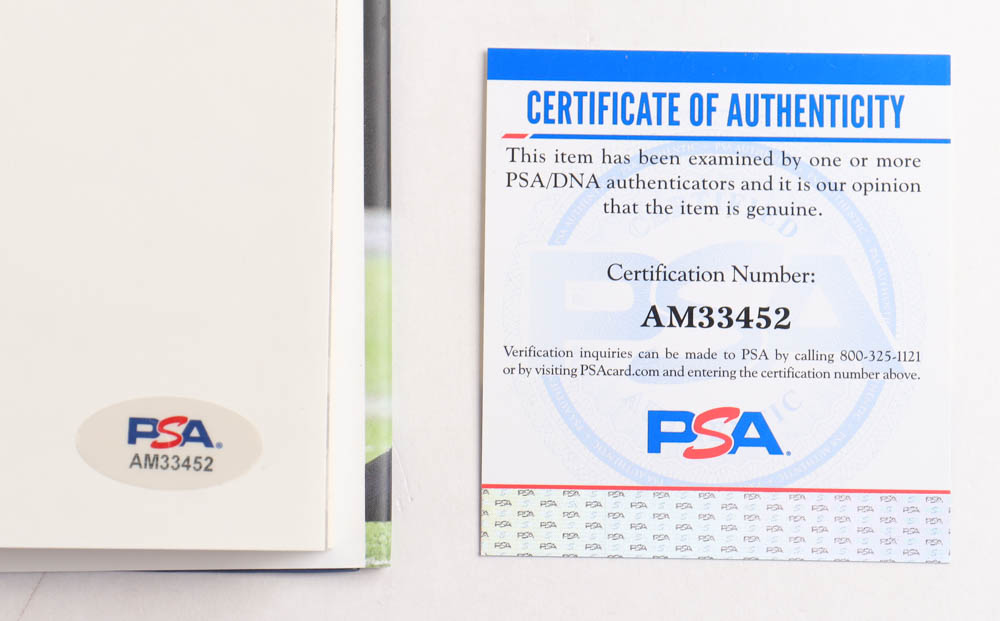 PSA
AM33452
CERTIFICATE OF AUTHENTICITY
This item has been examined by one or more
PSA/DNA authenticators and it is our opinion
that the item is genuine.
Certification Number:
AM33452
Verification inquiries can be made to PSA by calling 800-325-1121
or by visiting PSAcard.com and entering the certification number above.
PSA